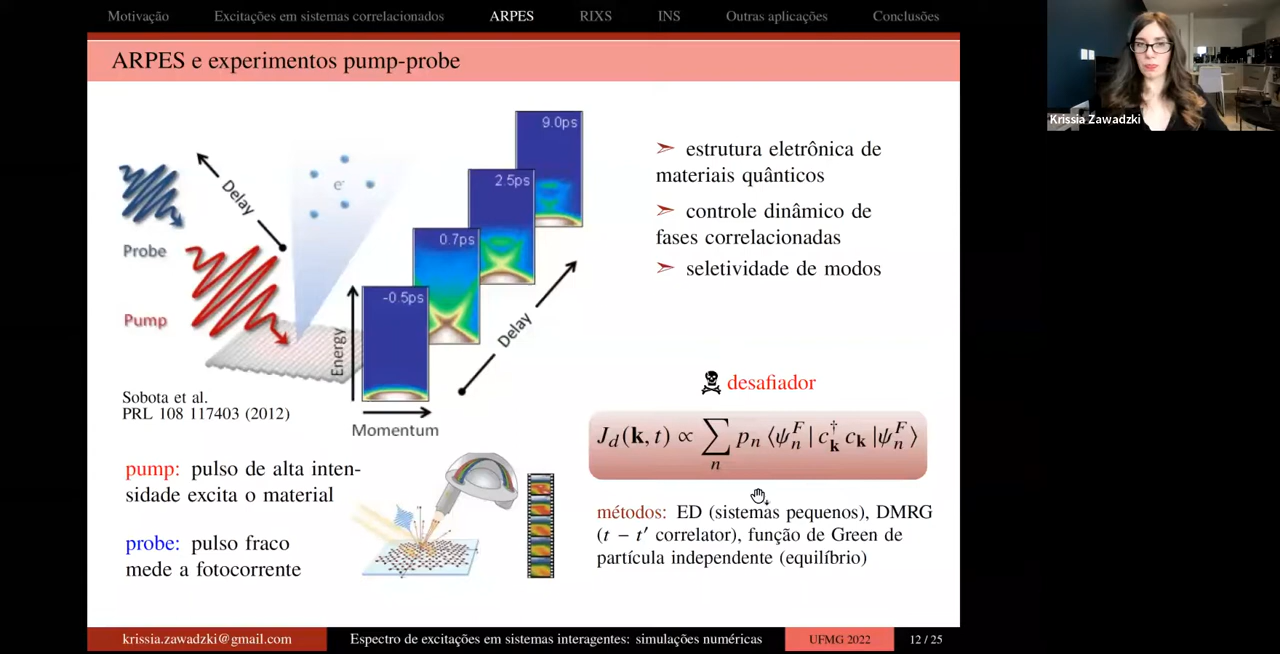 Motivação Excitações em sistemas correlacionados ARPES RIXS INS Outras aplicações Conclusões
ARPES e experimentos pump-probe
Krissia Zawadzki
Probe
Pump
Delay
e⁻
-0.5ps
0.7ps
2.5ps
9.0ps
Energy
Momentum
Delay
Sobota et al.
PRL 108 117403 (2012)
pump: pulso de alta inten-
sidade excita o material
probe: pulso fraco
mede a fotocorrente
➢ estrutura eletrônica de
materiais quânticos
➢ controle dinâmico de
fases correlacionadas
➢ seletividade de modos
☠ desafiador
J_d(k, t) ∝ ∑_n p_n ⟨ψ_n^F| c_k^† c_k |ψ_n^F⟩
métodos: ED (sistemas pequenos), DMRG
(t − t′ correlator), função de Green de
partícula independente (equilíbrio)
krissia.zawadzki@gmail.com Espectro de excitações em sistemas interagentes: simulações numéricas UFMG 2022 12 / 25